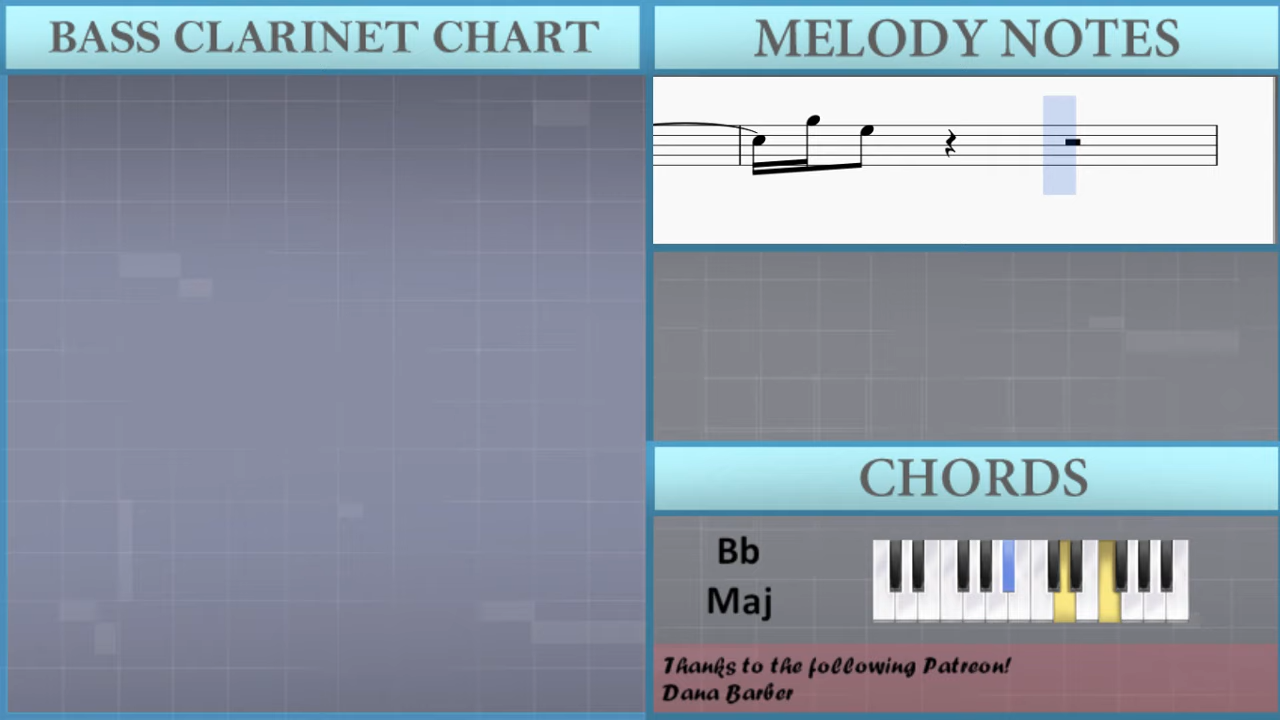 BASS CLARINET CHART
MELODY NOTES
CHORDS
Bb
Maj
Thanks to the following Patreon!
Dana Barber